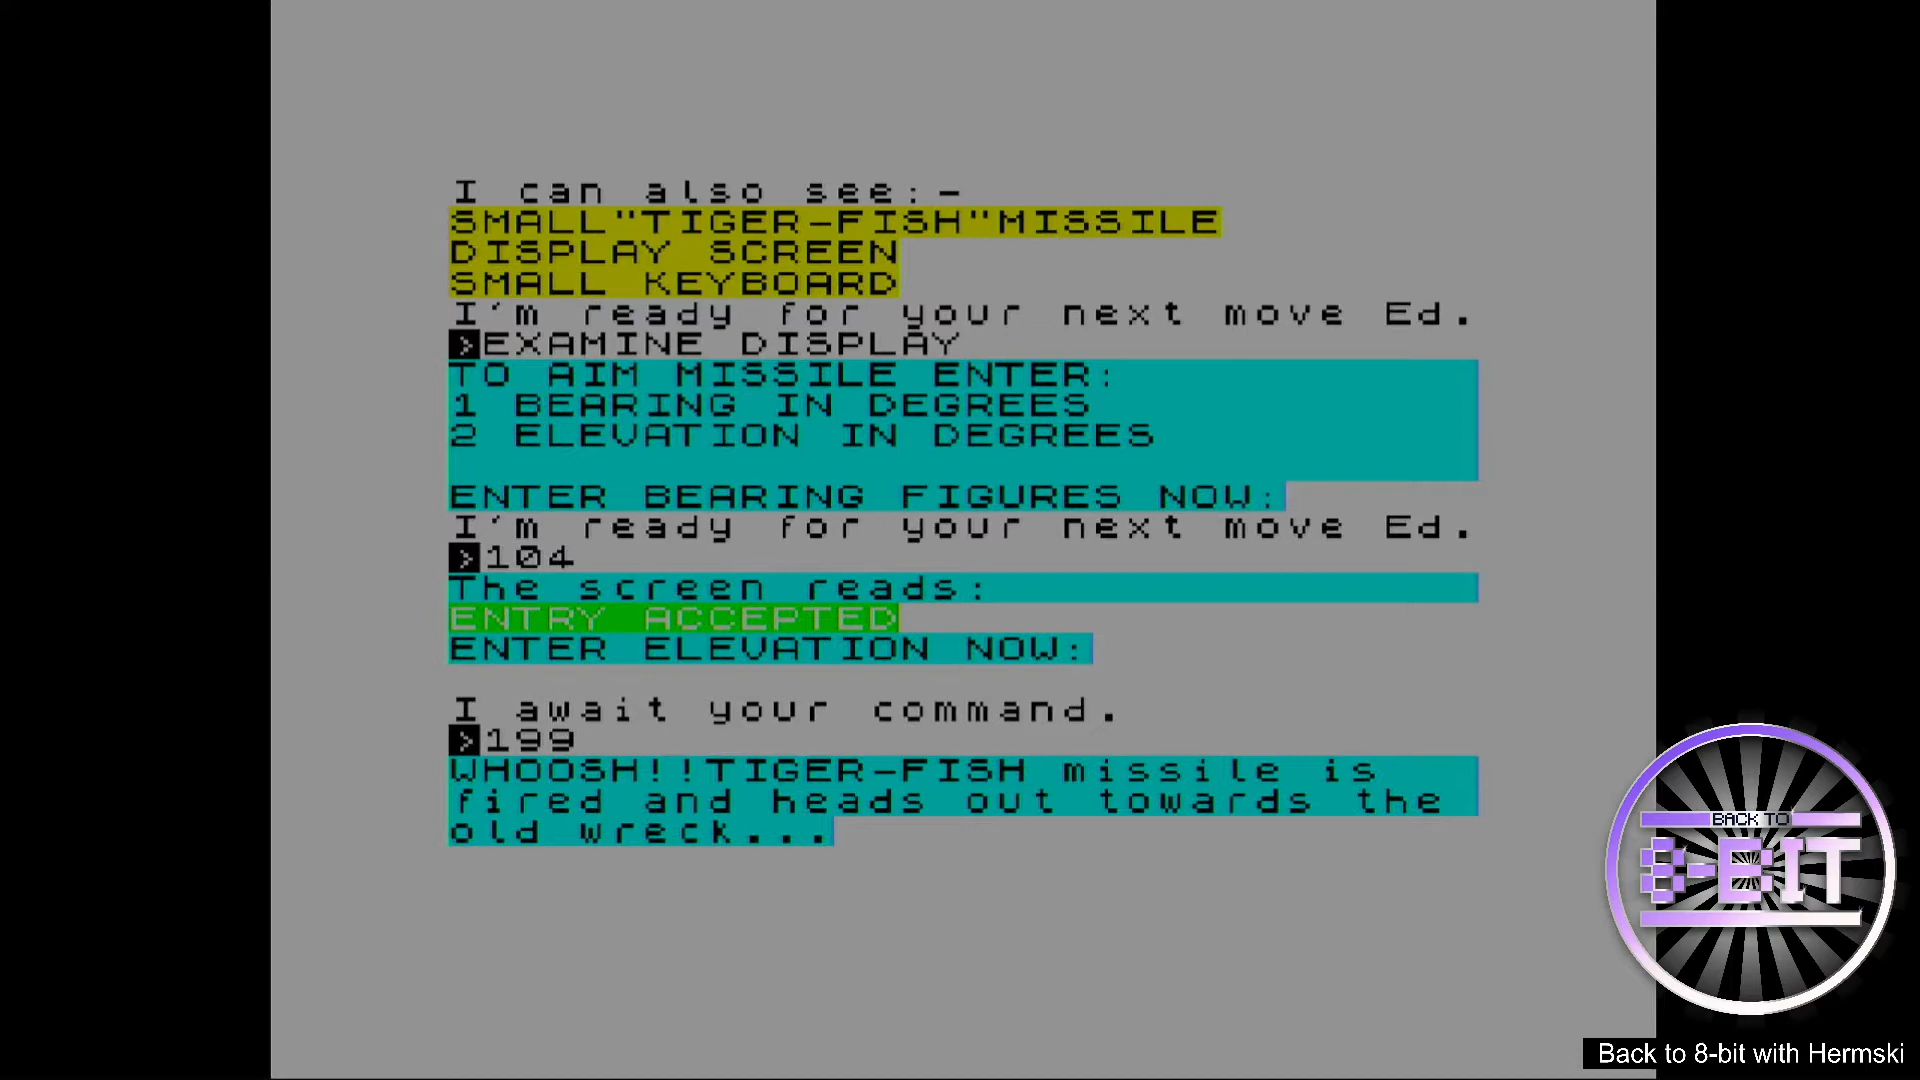 I can also see:-
SMALL"TIGER-FISH"MISSILE
DISPLAY SCREEN
SMALL KEYBOARD
I'm ready for your next move Ed.
>EXAMINE DISPLAY
TO AIM MISSILE ENTER:
1 BEARING IN DEGREES
2 ELEVATION IN DEGREES
ENTER BEARING FIGURES NOW:
I'm ready for your next move Ed.
>104
The screen reads:
ENTRY ACCEPTED
ENTER ELEVATION NOW:
I await your command.
>199
WHOOSH!!TIGER-FISH missile is
fired and heads out towards the
old wreck...
BACK TO
8-BIT
Back to 8-bit with Hermski